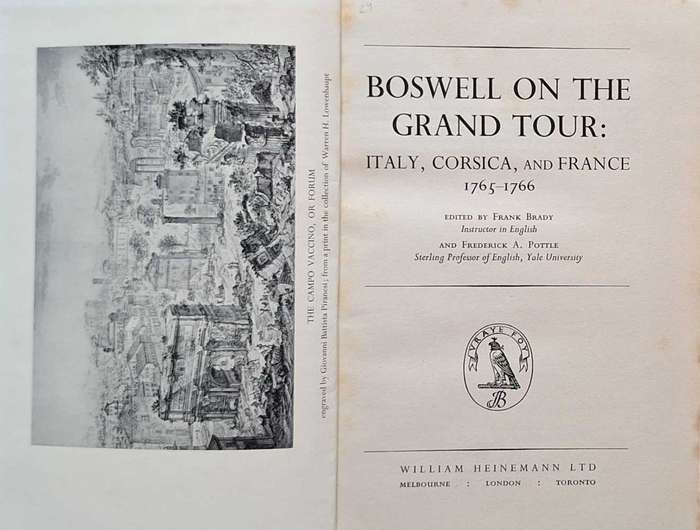 THE CAMPO VACCINO, OR FORUM
engraved by Giovanni Battista Piranesi; from a print in the collection of Warren H. Lowenhaupt
29
BOSWELL ON THE
GRAND TOUR:
ITALY, CORSICA, AND FRANCE
1765–1766
EDITED BY FRANK BRADY
Instructor in English
AND FREDERICK A. POTTLE
Sterling Professor of English, Yale University
VRAYE FOY
JB
WILLIAM HEINEMANN LTD
MELBOURNE : LONDON : TORONTO